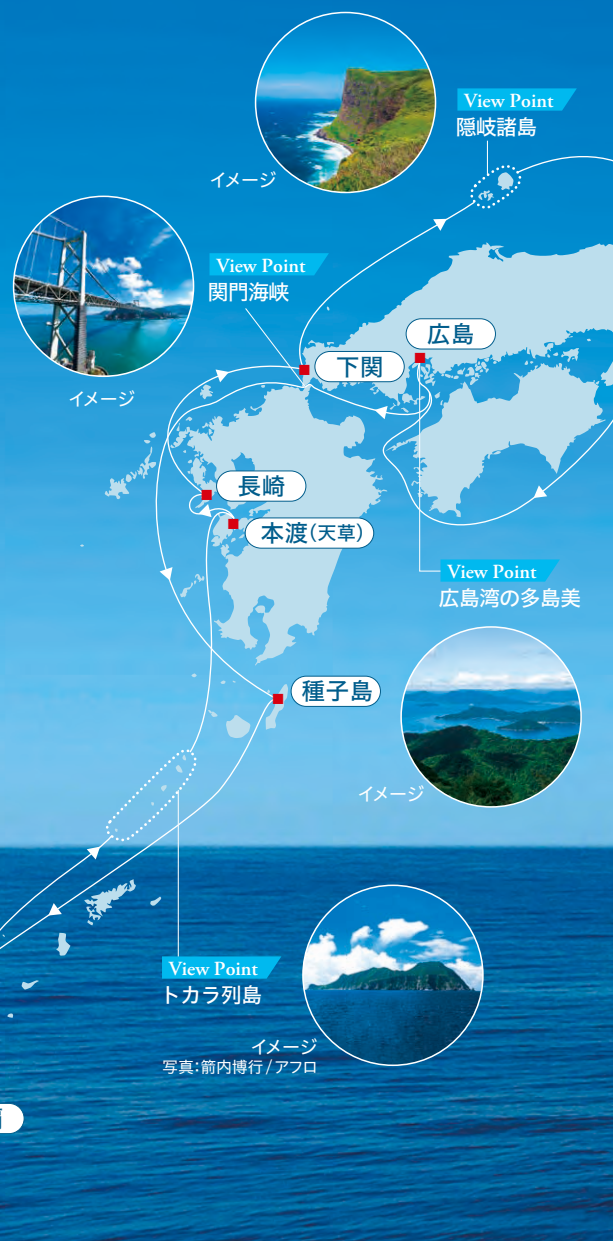 View Point
隠岐諸島
イメージ
View Point
関門海峡
イメージ
広島
下関
長崎
本渡(天草)
View Point
広島湾の多島美
種子島
イメージ
View Point
トカラ列島
イメージ
写真:箭内博行/アフロ